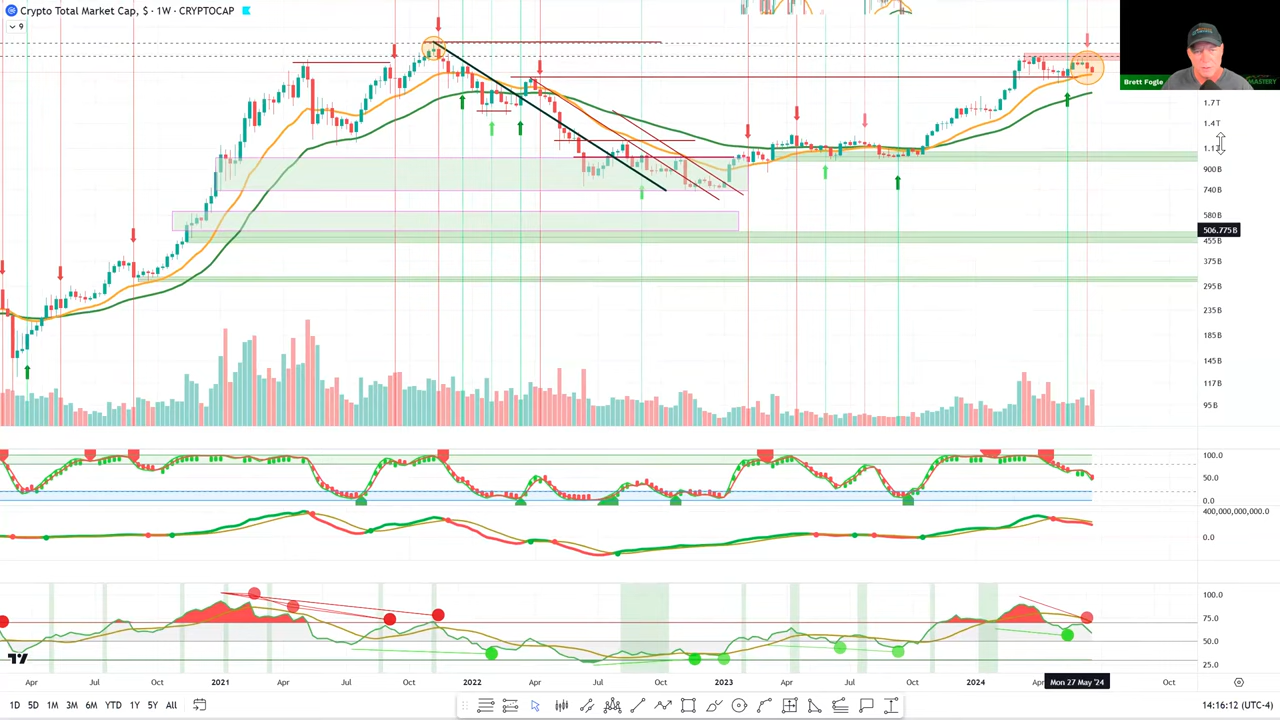 Crypto Total Market Cap, $ · 1W · CRYPTOCAP
9
Brett Fogle
MASTERY
1.7T
1.4T
900B
740B
580B
506.775B
455B
375B
295B
235B
185B
145B
117B
95B
100.0
50.0
0.0
400,000,000,000.0
0.0
100.0
75.0
50.0
25.0
Apr Jul 2021 Apr Jul Oct 2022 Apr Jul Oct 2023 Apr Jul Oct 2024 Apr Mon 27 May '24 Oct
1D 5D 1M 3M 6M YTD 1Y 5Y All
14:16:12 (UTC-4)